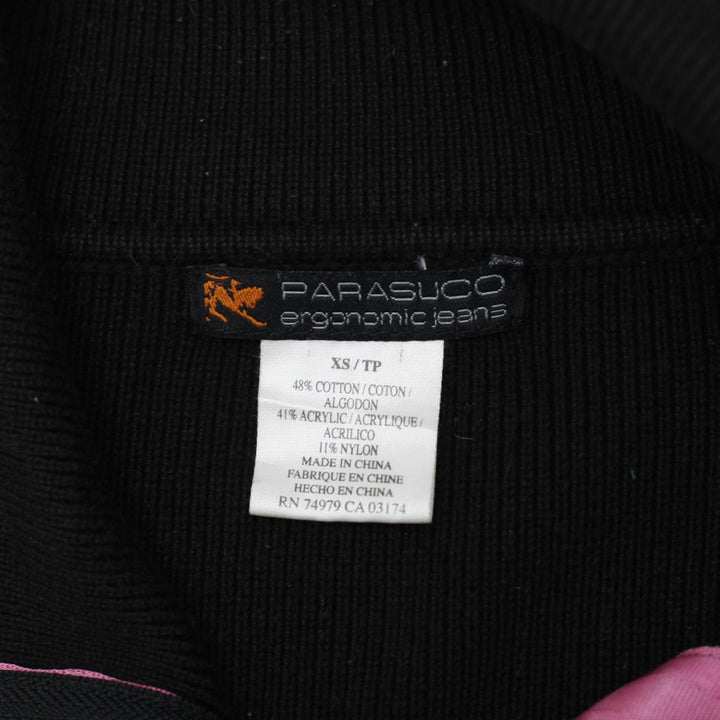 PARASUCO
ergonomic jeans
XS / TP
48% COTTON / COTON /
ALGODON
41% ACRYLIC / ACRYLIQUE /
ACRILICO
11% NYLON
MADE IN CHINA
FABRIQUE EN CHINE
HECHO EN CHINA
RN 74979 CA 03174